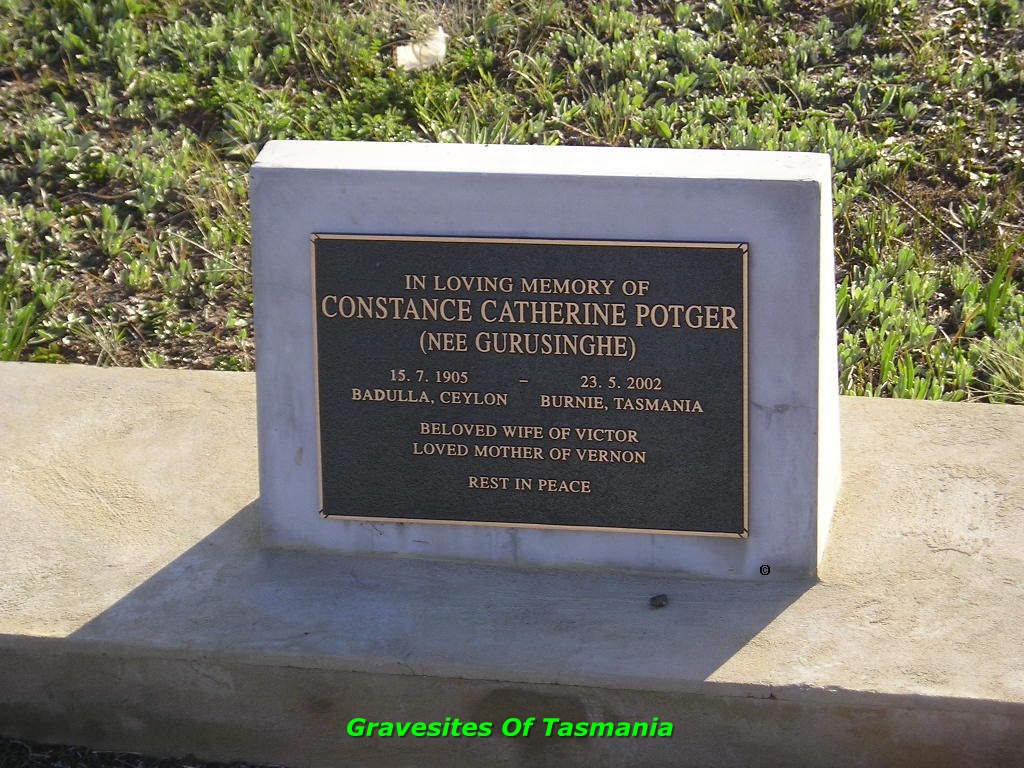 IN LOVING MEMORY OF
CONSTANCE CATHERINE POTGER
(NEE GURUSINGHE)
15. 7. 1905 – 23. 5. 2002
BADULLA, CEYLON BURNIE, TASMANIA
BELOVED WIFE OF VICTOR
LOVED MOTHER OF VERNON
REST IN PEACE
©
Gravesites Of Tasmania